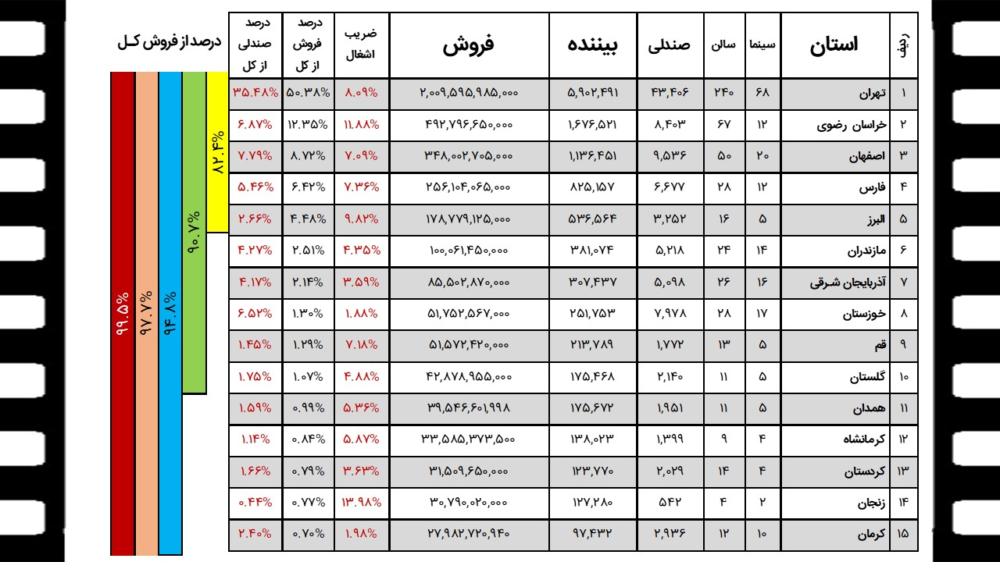 ردیف استان سینما سالن صندلی بیننده فروش ضریب اشغال درصد فروش از کل درصد صندلی از کل درصد از فروش کل
۱ تهران ۶۸ ۲۴۰ ۴۳,۴۰۶ ۵,۹۰۲,۴۹۱ ۲,۰۰۹,۵۹۵,۹۸۵,۰۰۰ ۸.۰۹% ۵۰.۳۸% ۳۵.۴۸%
۲ خراسان رضوی ۱۲ ۶۷ ۸,۴۰۳ ۱,۶۷۶,۵۲۱ ۴۹۲,۷۹۶,۶۵۰,۰۰۰ ۱۱.۸۸% ۱۲.۳۵% ۶.۸۷%
۳ اصفهان ۲۰ ۵۰ ۹,۵۳۶ ۱,۱۳۶,۴۵۱ ۳۴۸,۰۰۲,۷۰۵,۰۰۰ ۷.۰۹% ۸.۷۲% ۷.۷۹%
۴ فارس ۱۲ ۲۸ ۶,۶۷۷ ۸۲۵,۱۵۷ ۲۵۶,۱۰۴,۰۶۵,۰۰۰ ۷.۳۶% ۶.۴۲% ۵.۴۶%
۵ البرز ۵ ۱۶ ۳,۲۵۲ ۵۳۶,۵۶۴ ۱۷۸,۷۷۹,۱۲۵,۰۰۰ ۹.۸۲% ۴.۴۸% ۲.۶۶%
۶ مازندران ۱۴ ۲۴ ۵,۲۱۸ ۳۸۱,۰۷۴ ۱۰۰,۰۶۱,۴۵۰,۰۰۰ ۴.۳۵% ۲.۵۱% ۴.۲۷%
۷ آذربایجان شرقی ۱۶ ۲۶ ۵,۰۹۸ ۳۰۷,۴۳۷ ۸۵,۵۰۲,۸۷۰,۰۰۰ ۳.۵۹% ۲.۱۴% ۴.۱۷%
۸ خوزستان ۱۷ ۲۸ ۷,۹۷۸ ۲۵۱,۷۵۳ ۵۱,۷۵۲,۵۶۷,۰۰۰ ۱.۸۸% ۱.۳۰% ۶.۵۲%
۹ قم ۵ ۱۳ ۱,۷۷۲ ۲۱۳,۷۸۹ ۵۱,۵۷۲,۴۲۰,۰۰۰ ۷.۱۸% ۱.۲۹% ۱.۴۵%
۱۰ گلستان ۵ ۱۱ ۲,۱۴۰ ۱۷۵,۴۶۸ ۴۲,۸۷۸,۹۵۵,۰۰۰ ۴.۸۸% ۱.۰۷% ۱.۷۵%
۱۱ همدان ۵ ۱۱ ۱,۹۵۱ ۱۷۵,۶۷۲ ۳۹,۵۴۶,۶۰۱,۹۹۸ ۵.۳۶% ۰.۹۹% ۱.۵۹%
۱۲ کرمانشاه ۴ ۹ ۱,۳۹۹ ۱۳۸,۰۲۳ ۳۳,۵۸۵,۳۷۳,۵۰۰ ۵.۸۷% ۰.۸۴% ۱.۱۴%
۱۳ کردستان ۴ ۱۴ ۲,۰۲۹ ۱۲۳,۷۷۰ ۳۱,۵۰۹,۶۵۰,۰۰۰ ۳.۶۳% ۰.۷۹% ۱.۶۶%
۱۴ زنجان ۲ ۴ ۵۴۲ ۱۲۷,۲۸۰ ۳۰,۷۹۰,۰۲۰,۰۰۰ ۱۳.۹۸% ۰.۷۷% ۰.۴۴%
۱۵ کرمان ۱۰ ۱۲ ۲,۹۳۶ ۹۷,۴۳۲ ۲۷,۹۸۲,۷۲۰,۹۴۰ ۱.۹۸% ۰.۷۰% ۲.۴۰%
۸۲.۴%
۹۰.۷%
۹۴.۸%
۹۷.۷%
۹۹.۵%